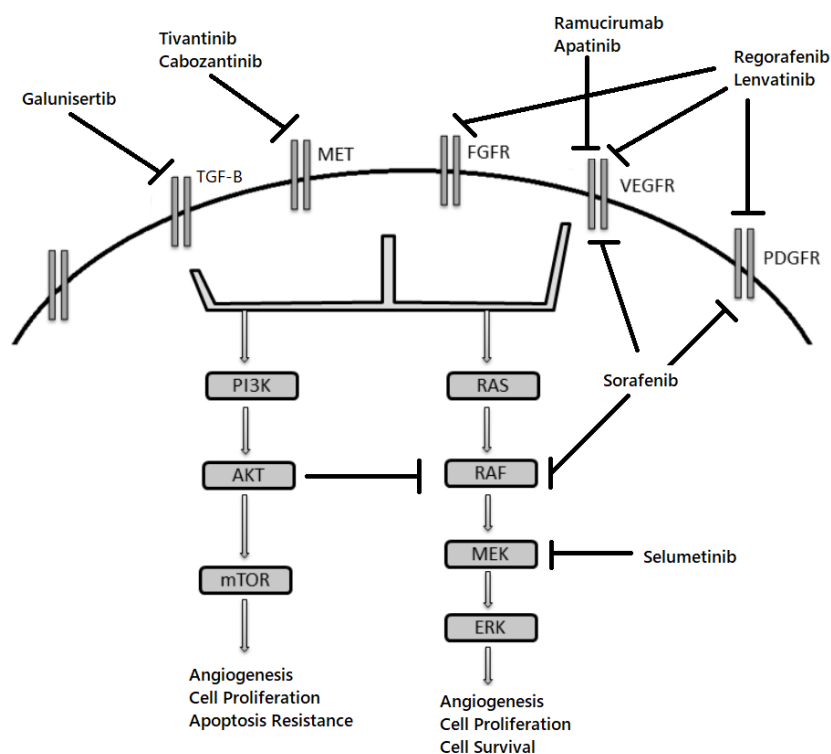 Ramucirumab
Apatinib
Tivantinib
Cabozantinib
Regorafenib
Lenvatinib
Galunisertib
TGF-B
MET
FGFR
VEGFR
PDGFR
PI3K
RAS
Sorafenib
AKT
RAF
MEK
Selumetinib
mTOR
ERK
Angiogenesis
Cell Proliferation
Apoptosis Resistance
Angiogenesis
Cell Proliferation
Cell Survival